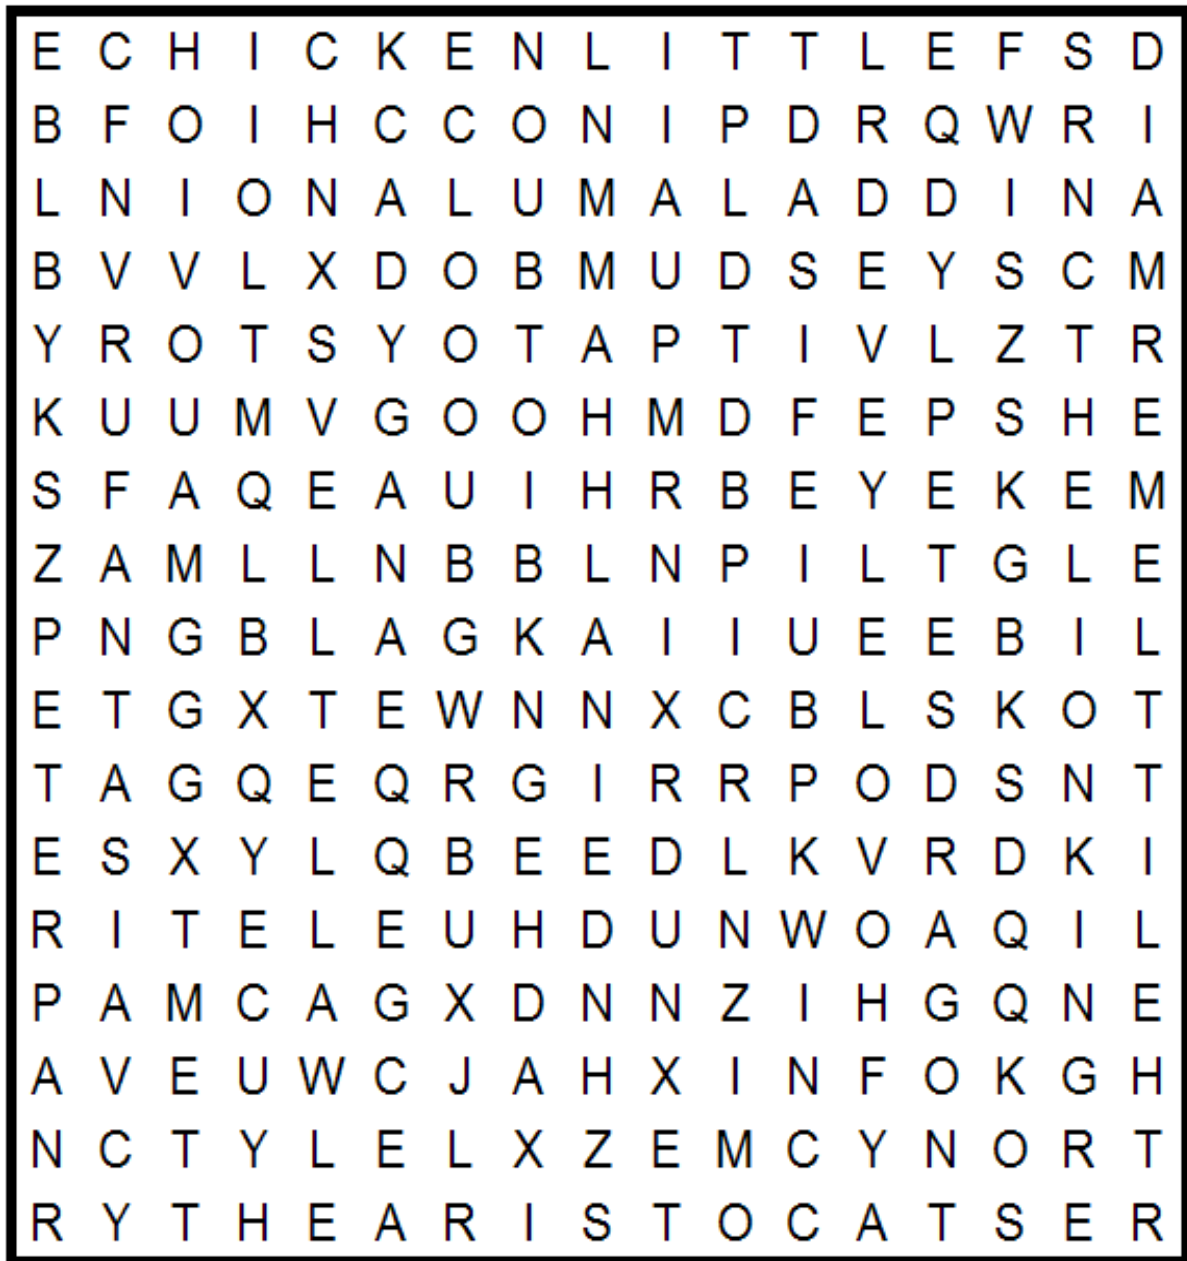 E C H I C K E N L I T T L E F S D
B F O I H C C O N I P D R Q W R I
L N I O N A L U M A L A D D I N A
B V V L X D O B M U D S E Y S C M
Y R O T S Y O T A P T I V L Z T R
K U U M V G O O H M D F E P S H E
S F A Q E A U I H R B E Y E K E M
Z A M L L N B B L N P I L T G L E
P N G B L A G K A I I U E E B I L
E T G X T E W N N X C B L S K O T
T A G Q E Q R G I R R P O D S N T
E S X Y L Q B E E D L K V R D K I
R I T E L E U H D U N W O A Q I L
P A M C A G X D N N Z I H G Q N E
A V E U W C J A H X I N F O K G H
N C T Y L E L X Z E M C Y N O R T
R Y T H E A R I S T O C A T S E R